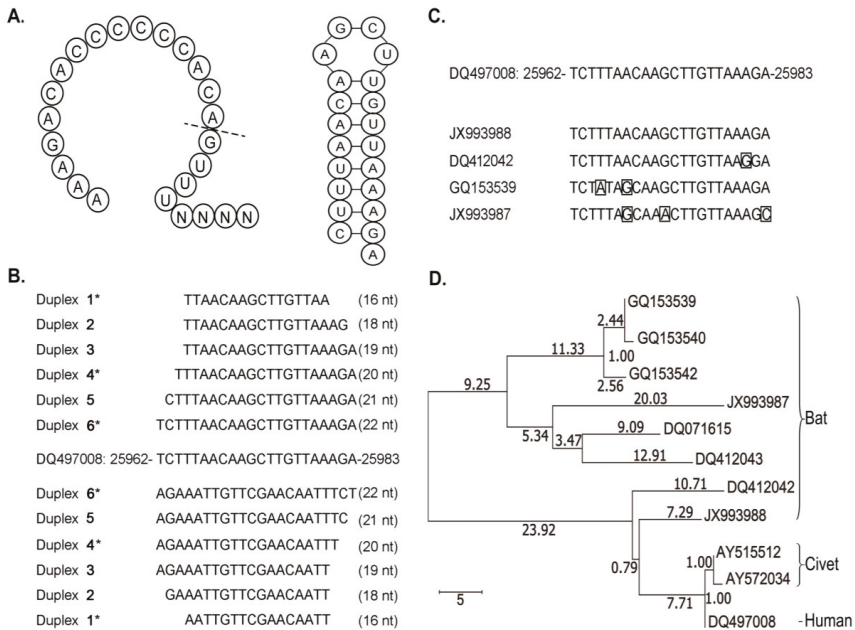 A.
AAAGACACCCCCCACAGUUUNNNN
G C
A U
A U
C G
A U
A U
U A
U A
U A
C G
A
B.
Duplex 1* TTAACAAGCTTGTTAA (16 nt)
Duplex 2 TTAACAAGCTTGTTAAAG (18 nt)
Duplex 3 TTAACAAGCTTGTTAAAGA (19 nt)
Duplex 4* TTTAACAAGCTTGTTAAAGA (20 nt)
Duplex 5 CTTTAACAAGCTTGTTAAAGA (21 nt)
Duplex 6* TCTTTAACAAGCTTGTTAAAGA (22 nt)
DQ497008: 25962- TCTTTAACAAGCTTGTTAAAGA-25983
Duplex 6* AGAAATTGTTCGAACAATTTCT (22 nt)
Duplex 5 AGAAATTGTTCGAACAATTTC (21 nt)
Duplex 4* AGAAATTGTTCGAACAATTT (20 nt)
Duplex 3 AGAAATTGTTCGAACAATT (19 nt)
Duplex 2 GAAATTGTTCGAACAATT (18 nt)
Duplex 1* AATTGTTCGAACAATT (16 nt)
C.
DQ497008: 25962- TCTTTAACAAGCTTGTTAAAGA-25983
JX993988 TCTTTAACAAGCTTGTTAAAGA
DQ412042 TCTTTAACAAGCTTGTTAAGGA
GQ153539 TCTATAGCAAGCTTGTTAAAGA
JX993987 TCTTTAGCAAACTTGTTAAAGC
D.
GQ153539
2.44
GQ153540
11.33
1.00
GQ153542
2.56
9.25
20.03
JX993987
Bat
5.34
9.09
DQ071615
3.47
12.91
DQ412043
10.71
DQ412042
7.29
JX993988
23.92
AY515512
1.00
Civet
0.79
AY572034
5
7.71
1.00
DQ497008
Human